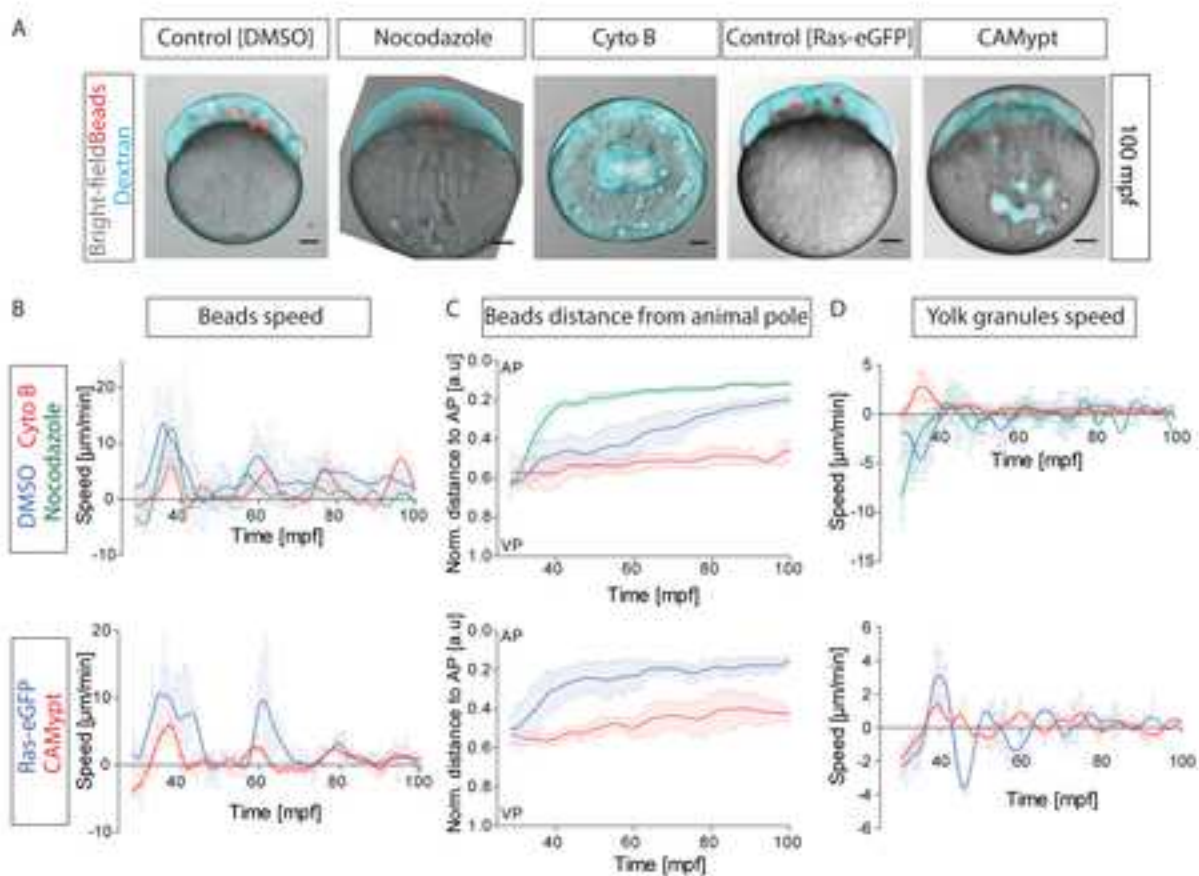 A
Control [DMSO]
Nocodazole
Cyto B
Control [Ras-eGFP]
CAMypt
Bright-fieldBeads
Dextran
100 mpf
B
Beads speed
C
Beads distance from animal pole
D
Yolk granules speed
DMSO Cyto B
Nocodazole
Speed [µm/min]
20
10
0
-10
40
60
80
100
Time [mpf]
Norm. distance to AP [a.u]
0.0
0.2
0.4
0.6
0.8
1.0
AP
VP
40
60
80
100
Time [mpf]
Speed [µm/min]
5
0
-5
-10
-15
40
60
80
100
Time [mpf]
Ras-eGFP
CAMypt
Speed [µm/min]
20
10
0
-10
40
60
80
100
Time [mpf]
Norm. distance to AP [a.u]
0.0
0.2
0.4
0.6
0.8
1.0
AP
VP
40
60
80
100
Time [mpf]
Speed [µm/min]
6
4
2
0
-2
-4
-6
40
60
80
100
Time [mpf]